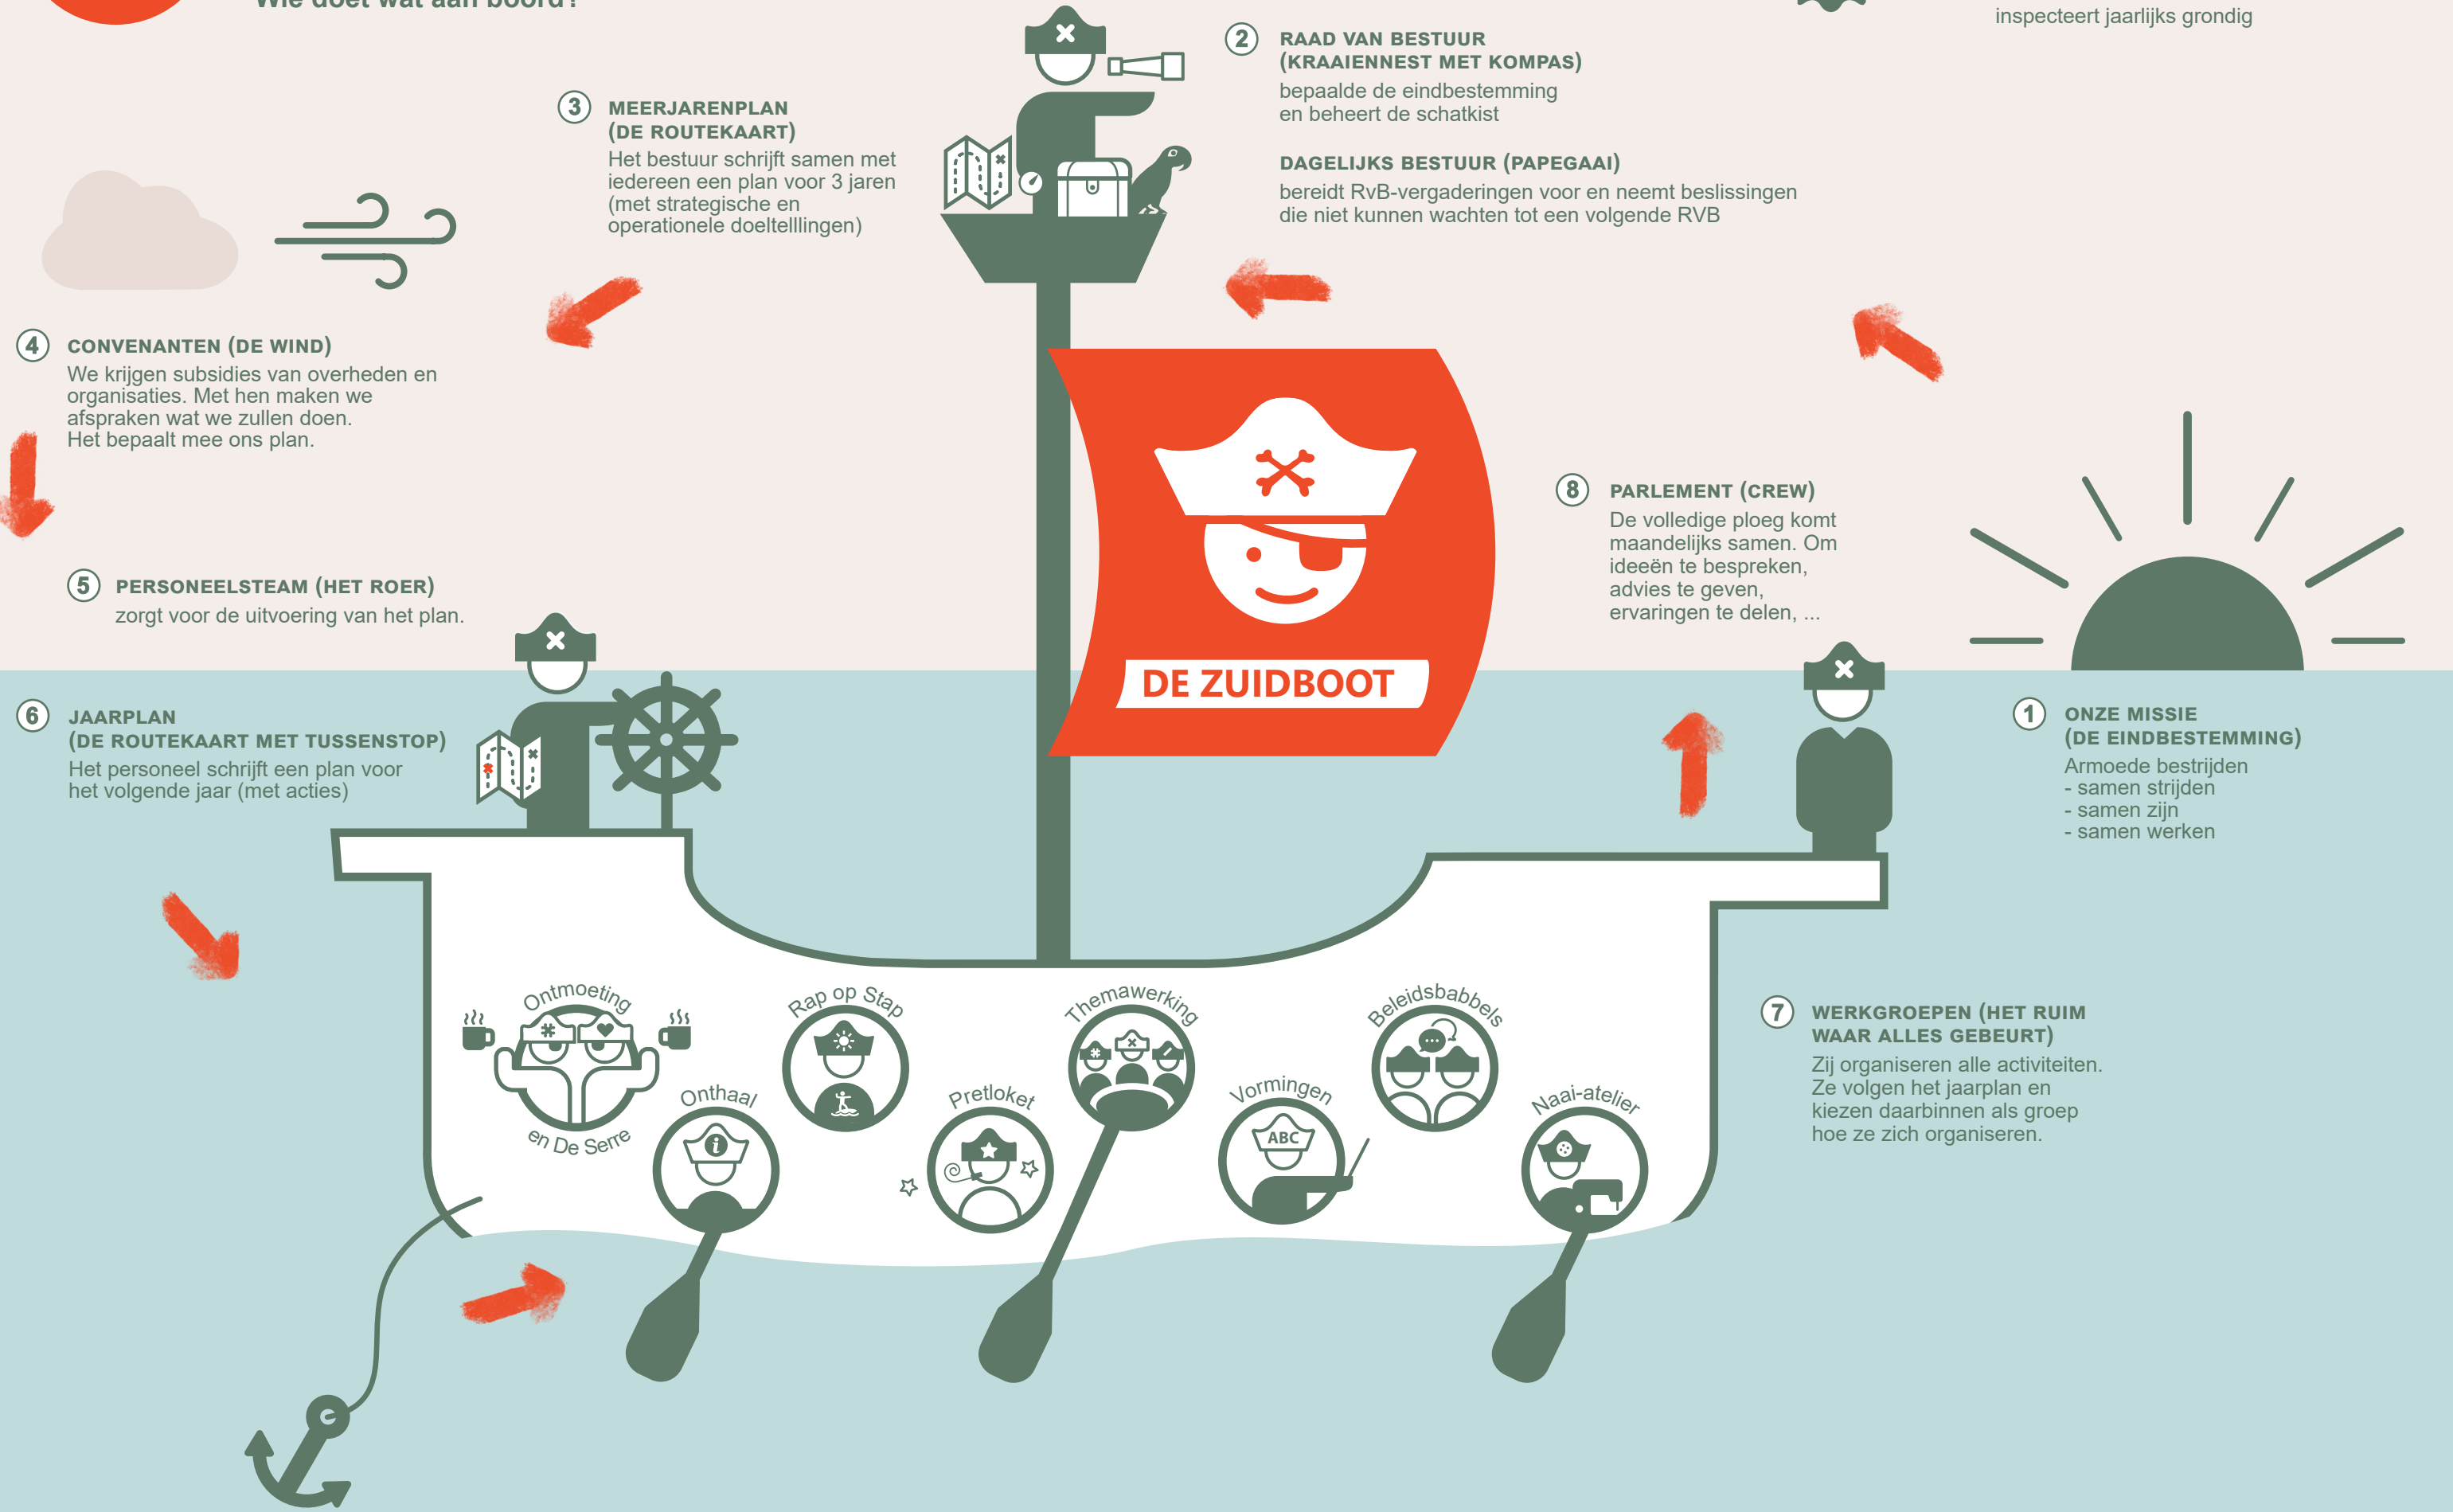 Wie doet wat aan boord?
inspecteert jaarlijks grondig
2
RAAD VAN BESTUUR
(KRAAIENNEST MET KOMPAS)
bepaalde de eindbestemming
en beheert de schatkist
DAGELIJKS BESTUUR (PAPEGAAI)
bereidt RvB-vergaderingen voor en neemt beslissingen
die niet kunnen wachten tot een volgende RVB
3
MEERJARENPLAN
(DE ROUTEKAART)
Het bestuur schrijft samen met
iedereen een plan voor 3 jaren
(met strategische en
operationele doeltelllingen)
4
CONVENANTEN (DE WIND)
We krijgen subsidies van overheden en
organisaties. Met hen maken we
afspraken wat we zullen doen.
Het bepaalt mee ons plan.
8
PARLEMENT (CREW)
De volledige ploeg komt
maandelijks samen. Om
ideeën te bespreken,
advies te geven,
ervaringen te delen, ...
5
PERSONEELSTEAM (HET ROER)
zorgt voor de uitvoering van het plan.
DE ZUIDBOOT
6
JAARPLAN
(DE ROUTEKAART MET TUSSENSTOP)
Het personeel schrijft een plan voor
het volgende jaar (met acties)
1
ONZE MISSIE
(DE EINDBESTEMMING)
Armoede bestrijden
- samen strijden
- samen zijn
- samen werken
7
WERKGROEPEN (HET RUIM
WAAR ALLES GEBEURT)
Zij organiseren alle activiteiten.
Ze volgen het jaarplan en
kiezen daarbinnen als groep
hoe ze zich organiseren.
Ontmoeting
en De Serre
Onthaal
i
Rap op Stap
Pretloket
Themawerking
Vormingen
ABC
Beleidsbabbels
Naai-atelier